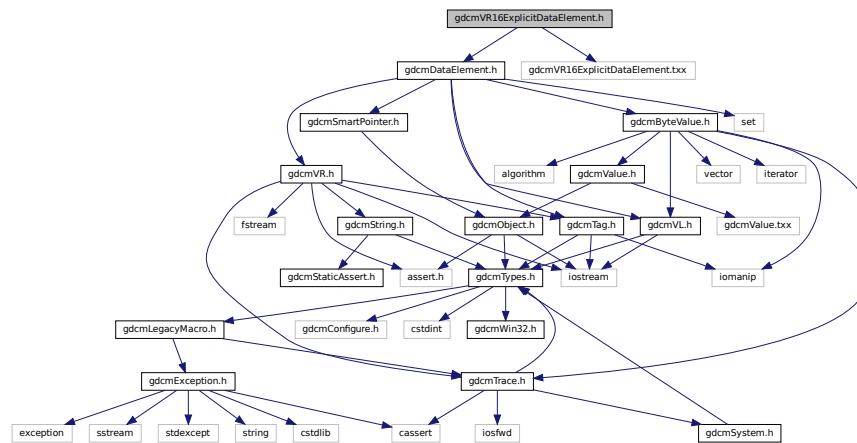 gdcmVR16ExplicitDataElement.h
gdcmDataElement.h
gdcmVR16ExplicitDataElement.txx
gdcmSmartPointer.h
gdcmByteValue.h
set
gdcmVR.h
algorithm
gdcmValue.h
vector
iterator
fstream
gdcmString.h
gdcmObject.h
gdcmTag.h
gdcmVL.h
gdcmValue.txx
gdcmStaticAssert.h
assert.h
gdcmTypes.h
iostream
iomanip
gdcmLegacyMacro.h
gdcmConfigure.h
cstdint
gdcmWin32.h
gdcmException.h
gdcmTrace.h
exception
sstream
stdexcept
string
cstdlib
cassert
iosfwd
gdcmSystem.h